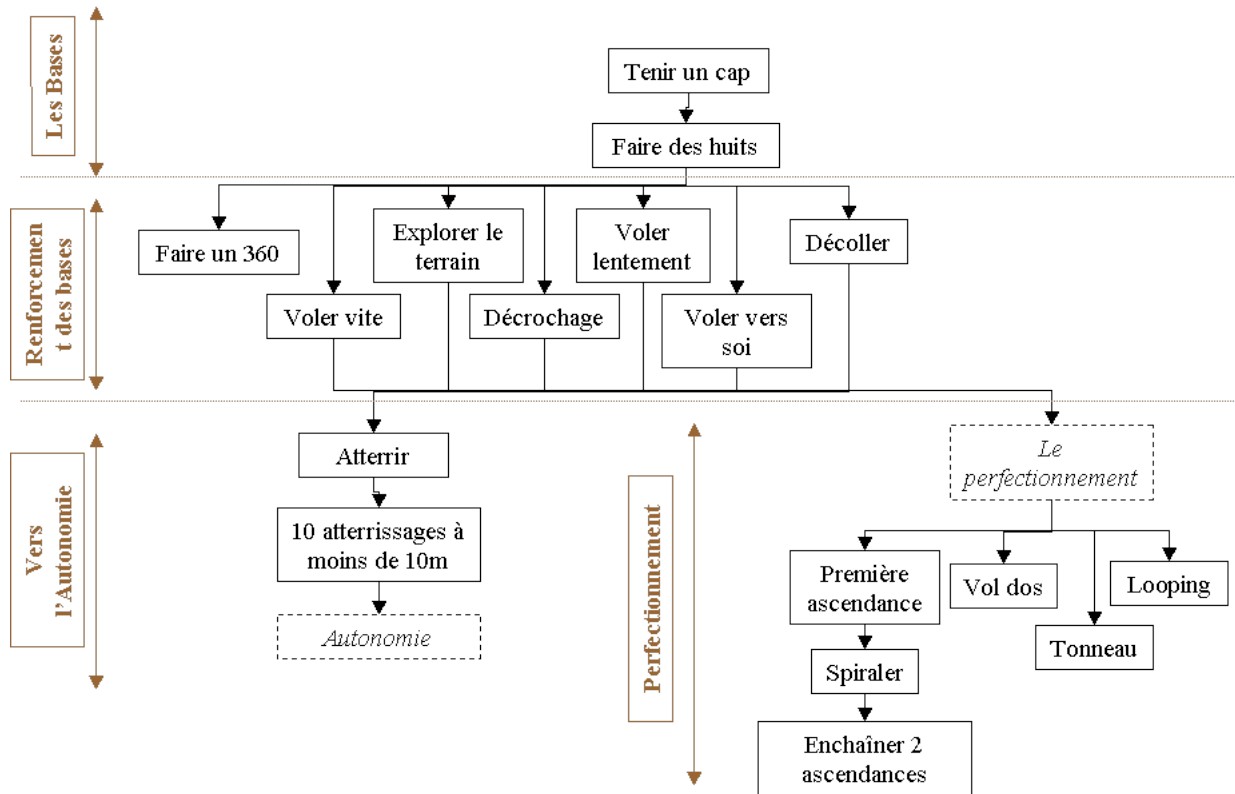 Les Bases
Tenir un cap
Faire des huits
Renforcemen
t des bases
Faire un 360
Explorer le
terrain
Voler
lentement
Décoller
Voler vite
Décrochage
Voler vers
soi
Vers
l'Autonomie
Atterrir
10 atterrissages à
moins de 10m
Autonomie
Perfectionnement
Le
perfectionnement
Première
ascendance
Vol dos
Looping
Tonneau
Spiraler
Enchaîner 2
ascendances